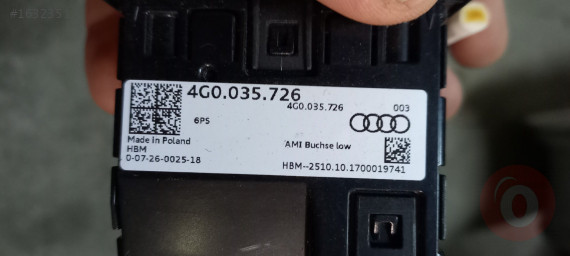 4G0.035.726
4G0.035.726
003
6PS
Made in Poland
HBM
0-07-26-0025-18
AMI Buchse low
HBM--2510.10.1700019741